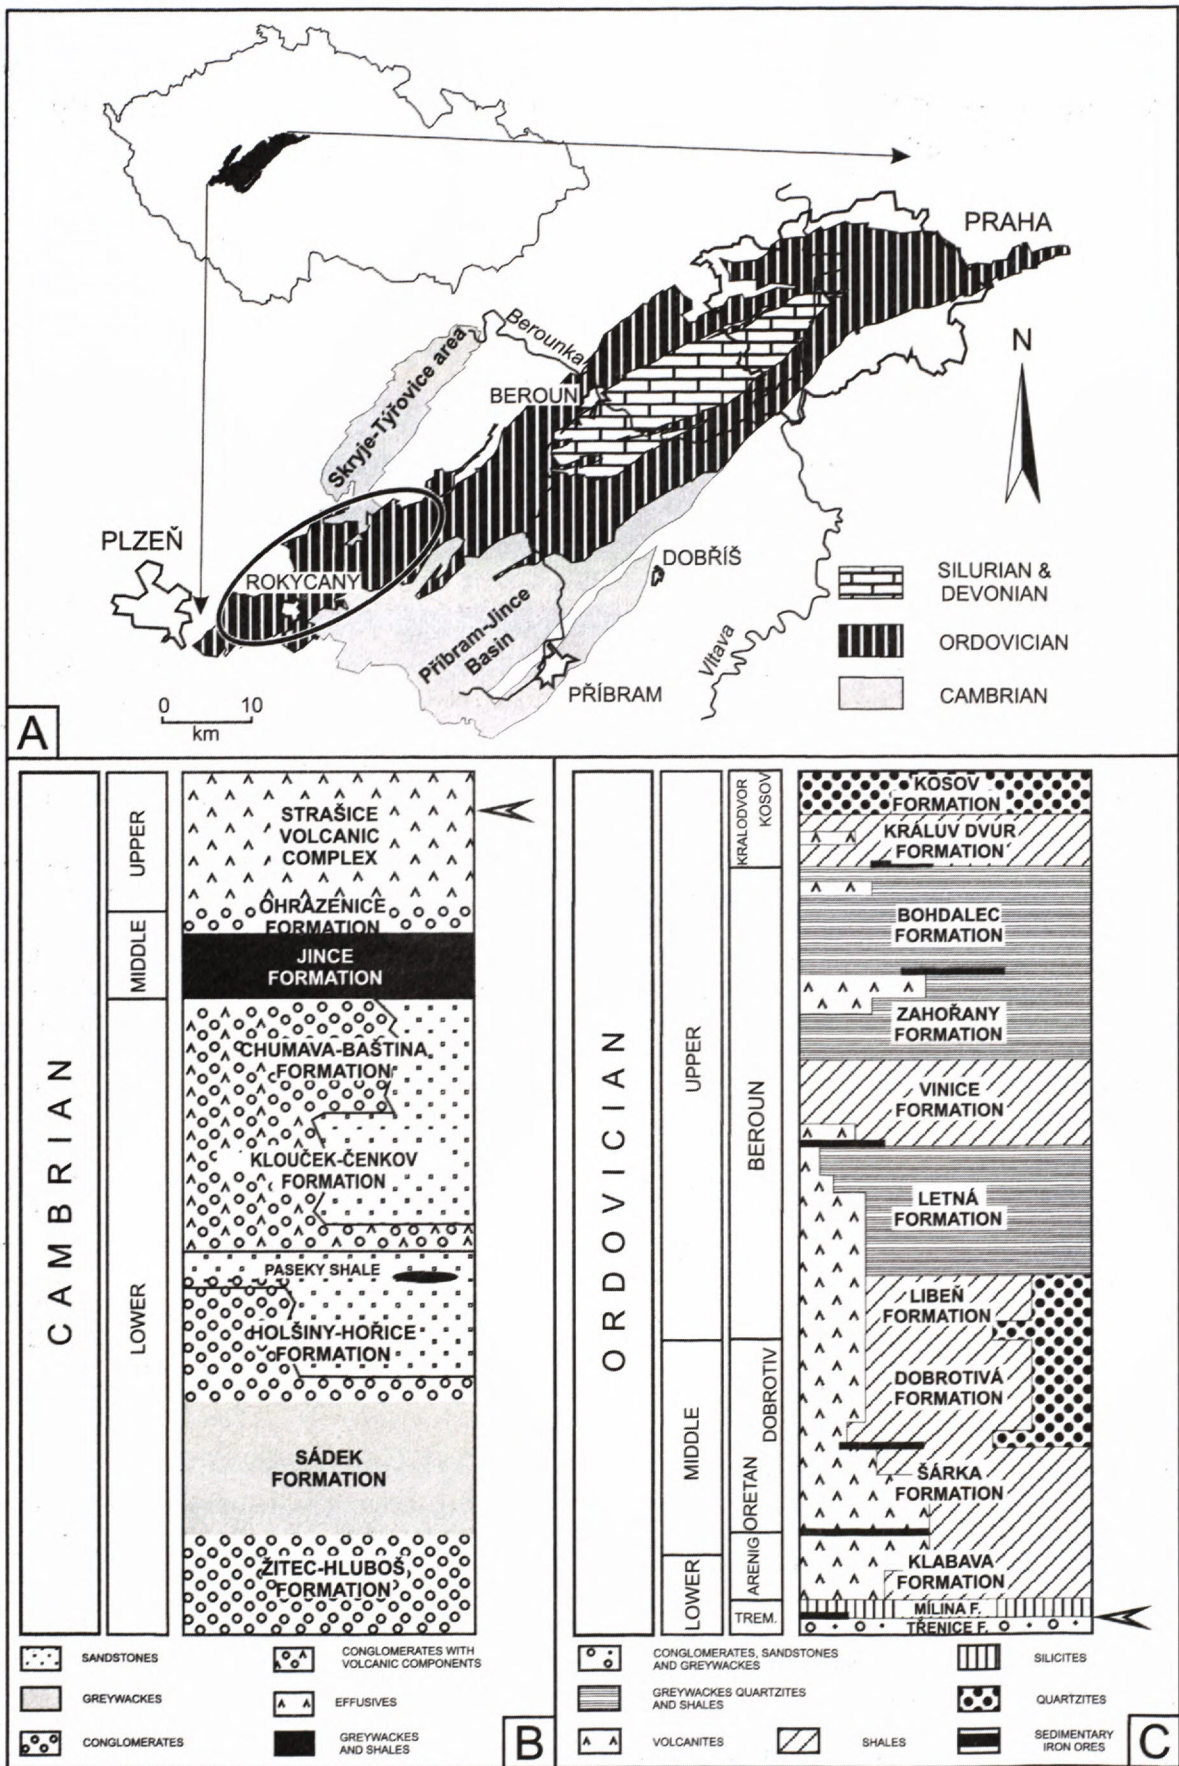 PRAHA
Berounka
Skryje-Týřovice area
BEROUN
N
PLZEŇ
ROKYCANY
DOBŘÍŠ
Příbram-Jince
Basin
PŘÍBRAM
Vltava
SILURIAN &
DEVONIAN
ORDOVICIAN
CAMBRIAN
0 10
km
A
CAMBRIAN
UPPER
MIDDLE
LOWER
STRAŠICE
VOLCANIC
COMPLEX
OHRAZENICE
FORMATION
JINCE
FORMATION
CHUMAVA-BAŠTINA
FORMATION
KLOUČEK-ČENKOV
FORMATION
PASEKY SHALE
HOLŠINY-HOŘICE
FORMATION
SÁDEK
FORMATION
ŽITEC-HLUBOŠ
FORMATION
SANDSTONES
GREYWACKES
CONGLOMERATES
CONGLOMERATES WITH
VOLCANIC COMPONENTS
EFFUSIVES
GREYWACKES
AND SHALES
B
ORDOVICIAN
UPPER
MIDDLE
LOWER
KRALODVOR
KOSOV
BEROUN
DOBROTIV
ORETAN
ARENIG
TREM.
KOSOV
FORMATION
KRÁLUV DVUR
FORMATION
BOHDALEC
FORMATION
ZAHOŘANY
FORMATION
VINICE
FORMATION
LETNÁ
FORMATION
LIBEŇ
FORMATION
DOBROTIVÁ
FORMATION
ŠÁRKA
FORMATION
KLABAVA
FORMATION
MÍLINA F.
TŘENICE F.
CONGLOMERATES, SANDSTONES
AND GREYWACKES
GREYWACKES QUARTZITES
AND SHALES
VOLCANITES
SHALES
SILICITES
QUARTZITES
SEDIMENTARY
IRON ORES
C